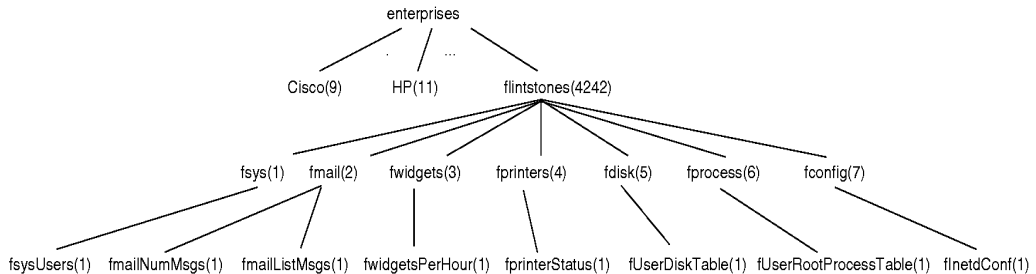 enterprises
. ...
Cisco(9) HP(11) flintstones(4242)
fsys(1) fmail(2) fwidgets(3) fprinters(4) fdisk(5) fprocess(6) fconfig(7)
fsysUsers(1) fmailNumMsgs(1) fmailListMsgs(1) fwidgetsPerHour(1) fprinterStatus(1) fUserDiskTable(1) fUserRootProcessTable(1) fInetdConf(1)